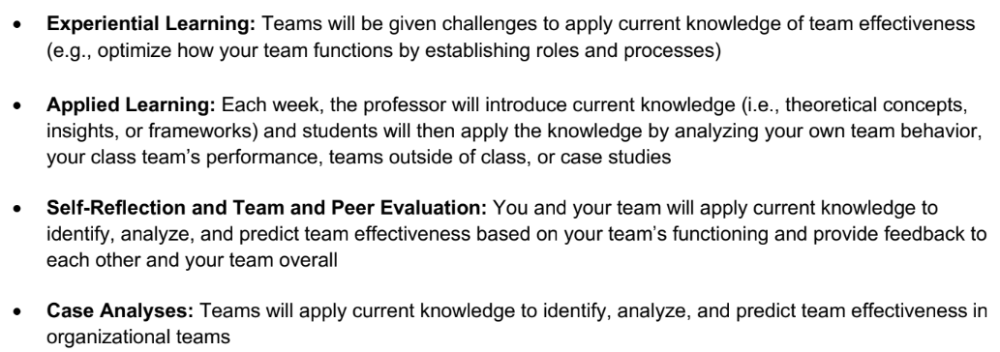 • Experiential Learning: Teams will be given challenges to apply current knowledge of team effectiveness
(e.g., optimize how your team functions by establishing roles and processes)
• Applied Learning: Each week, the professor will introduce current knowledge (i.e., theoretical concepts,
insights, or frameworks) and students will then apply the knowledge by analyzing your own team behavior,
your class team’s performance, teams outside of class, or case studies
• Self-Reflection and Team and Peer Evaluation: You and your team will apply current knowledge to
identify, analyze, and predict team effectiveness based on your team’s functioning and provide feedback to
each other and your team overall
• Case Analyses: Teams will apply current knowledge to identify, analyze, and predict team effectiveness in
organizational teams